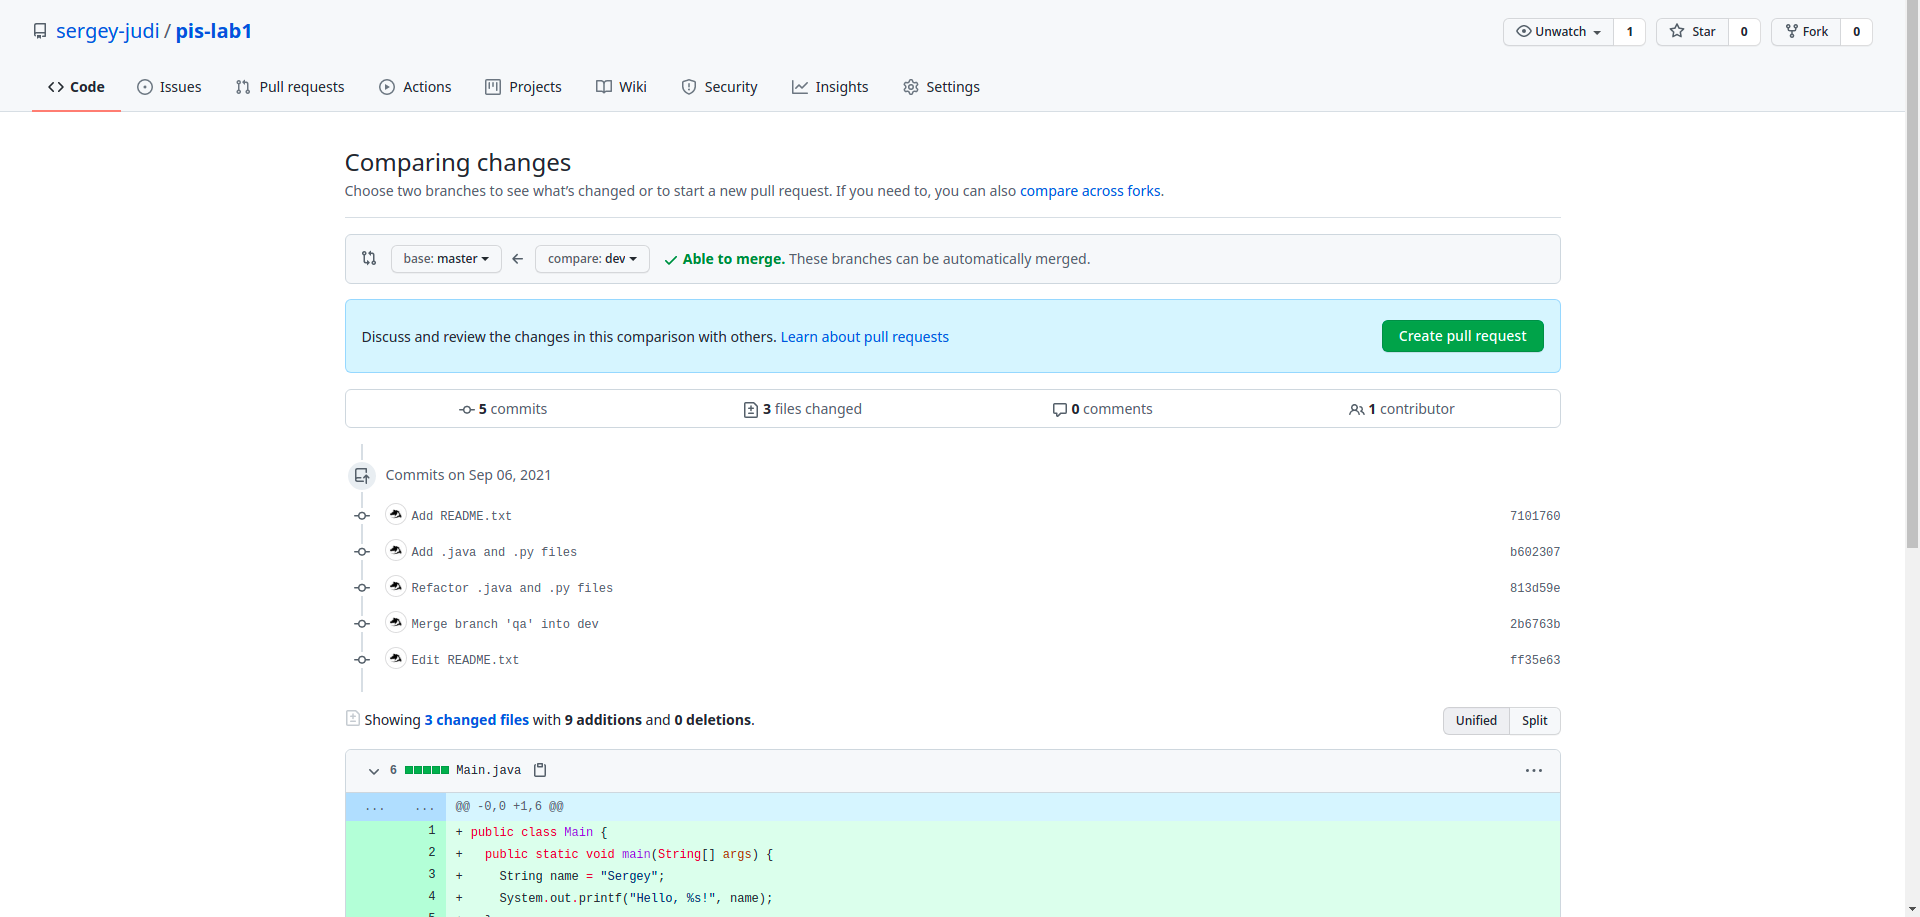 sergey-judi / pis-lab1
Unwatch 1 Star 0 Fork 0
Code Issues Pull requests Actions Projects Wiki Security Insights Settings
Comparing changes
Choose two branches to see what's changed or to start a new pull request. If you need to, you can also compare across forks.
base: master compare: dev Able to merge. These branches can be automatically merged.
Discuss and review the changes in this comparison with others. Learn about pull requests Create pull request
5 commits 3 files changed 0 comments 1 contributor
Commits on Sep 06, 2021
Add README.txt 7101760
Add .java and .py files b602307
Refactor .java and .py files 813d59e
Merge branch 'qa' into dev 2b6763b
Edit README.txt ff35e63
Showing 3 changed files with 9 additions and 0 deletions. Unified Split
6 Main.java ...
... ... @@ -0,0 +1,6 @@
1 + public class Main {
2 + public static void main(String[] args) {
3 + String name = "Sergey";
4 + System.out.printf("Hello, %s!", name);